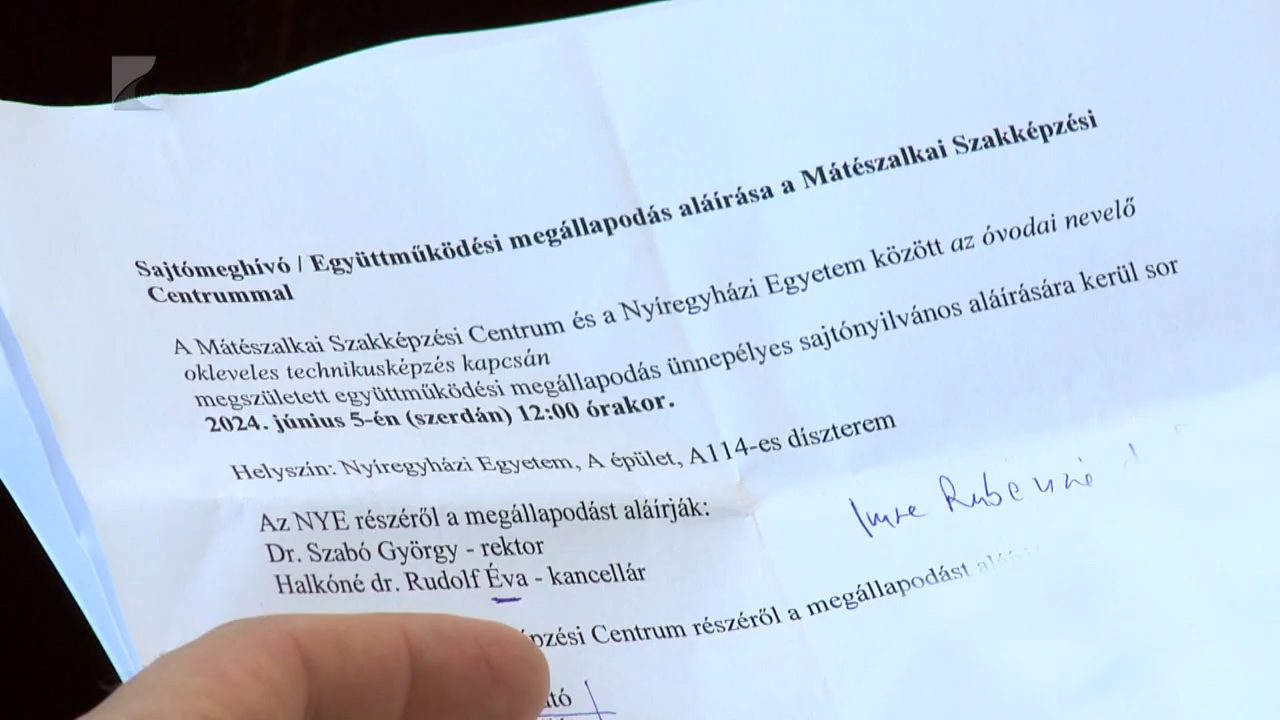 Sajtómeghívó / Együttműködési megállapodás aláírása a Mátészalkai Szakképzési
Centrummal
A Mátészalkai Szakképzési Centrum és a Nyíregyházi Egyetem között az óvodai nevelő
okleveles technikusképzés kapcsán
megszületett együttműködési megállapodás ünnepélyes sajtónyilvános aláírására kerül sor
2024. június 5-én (szerdán) 12:00 órakor.
Helyszín: Nyíregyházi Egyetem, A épület, A114-es díszterem
Az NYE részéről a megállapodást aláírják:
Imre Rubenné
Dr. Szabó György - rektor
Halkóné dr. Rudolf Éva - kancellár
Centrum részéről a megállapodást